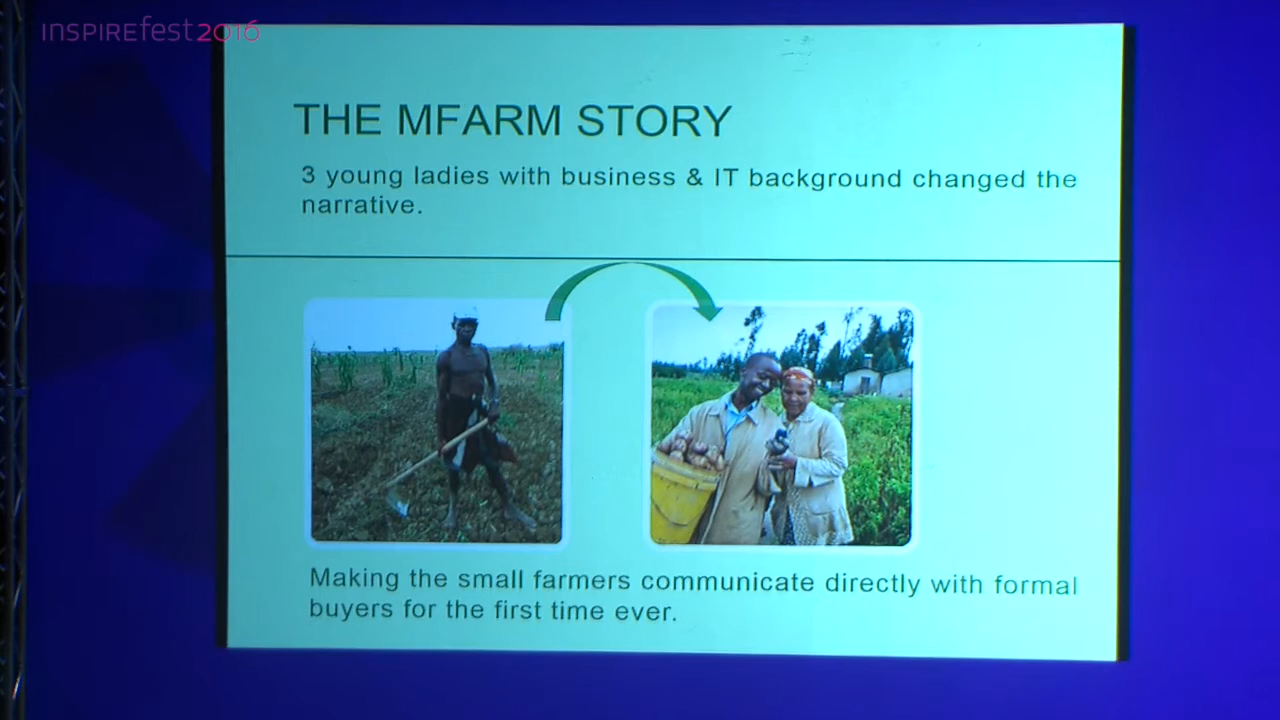 INSPIREfest2016
THE MFARM STORY
3 young ladies with business & IT background changed the
narrative.
Making the small farmers communicate directly with formal
buyers for the first time ever.